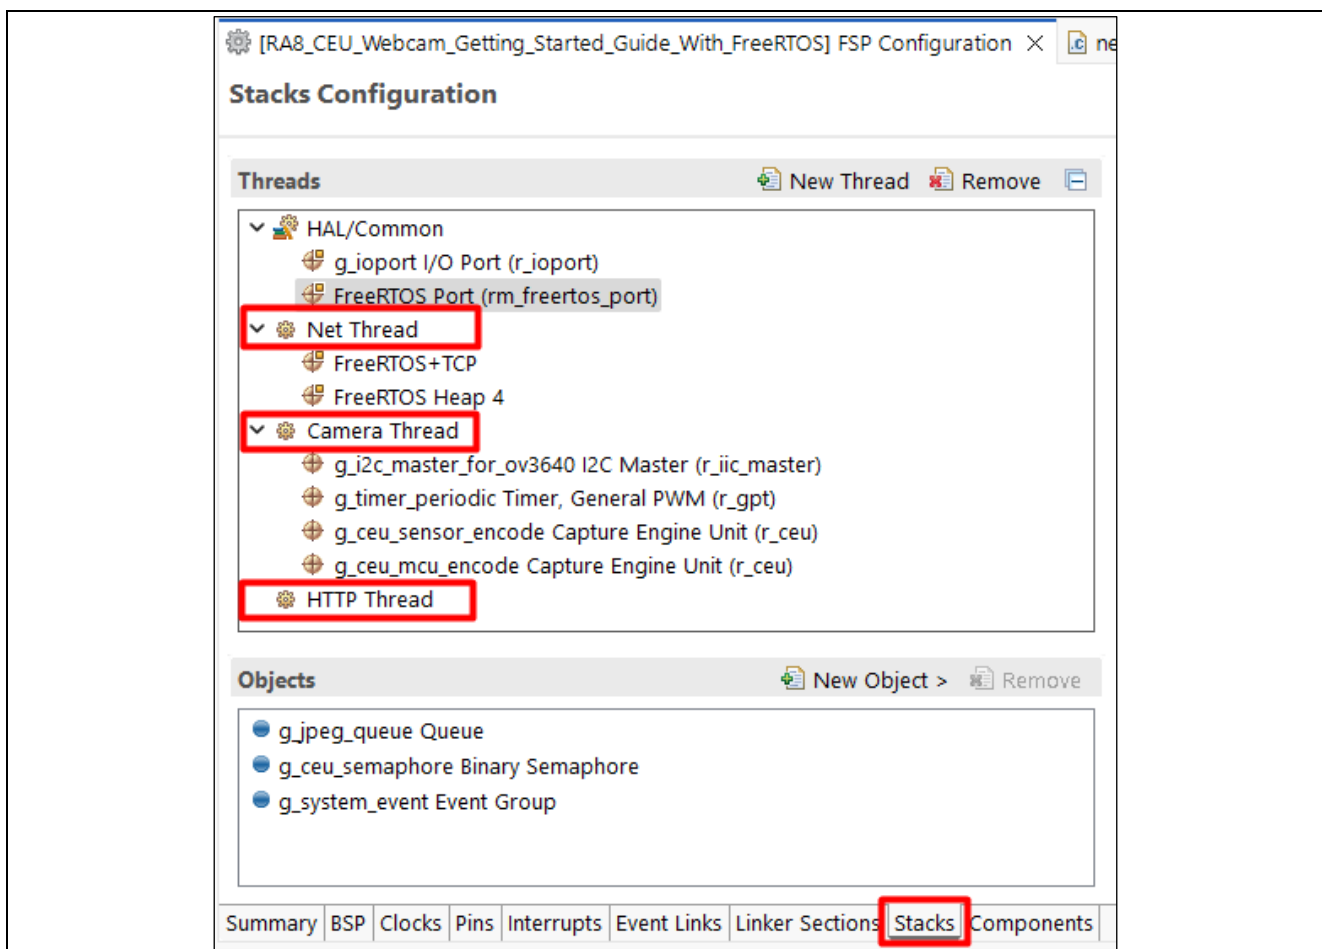 [RA8_CEU_Webcam_Getting_Started_Guide_With_FreeRTOS] FSP Configuration × .c ne
Stacks Configuration
Threads New Thread Remove
HAL/Common
g_ioport I/O Port (r_ioport)
FreeRTOS Port (rm_freertos_port)
Net Thread
FreeRTOS+TCP
FreeRTOS Heap 4
Camera Thread
g_i2c_master_for_ov3640 I2C Master (r_iic_master)
g_timer_periodic Timer, General PWM (r_gpt)
g_ceu_sensor_encode Capture Engine Unit (r_ceu)
g_ceu_mcu_encode Capture Engine Unit (r_ceu)
HTTP Thread
Objects New Object > Remove
g_jpeg_queue Queue
g_ceu_semaphore Binary Semaphore
g_system_event Event Group
Summary BSP Clocks Pins Interrupts Event Links Linker Sections Stacks Components